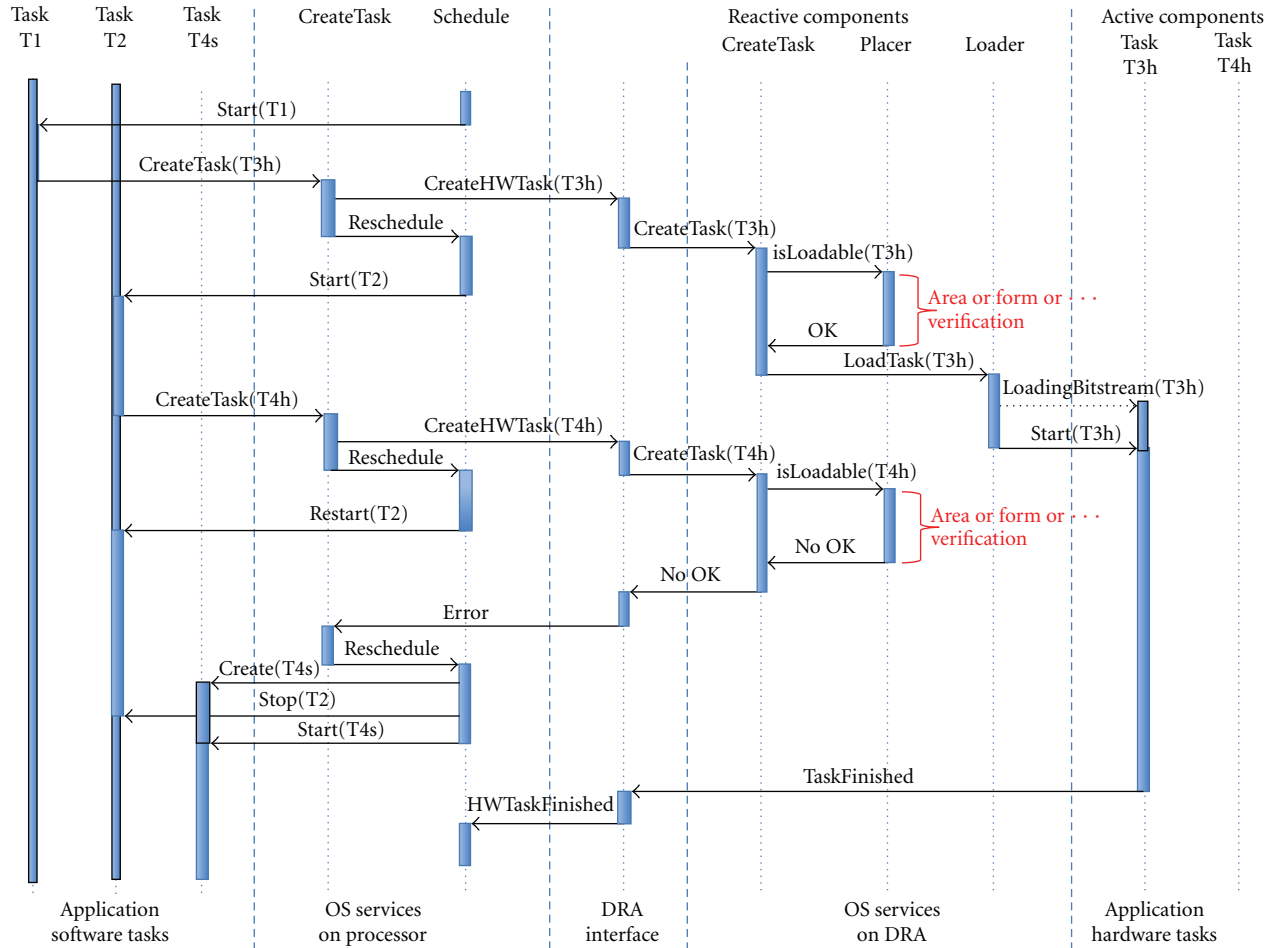 Task
T1
Task
T2
Task
T4s
CreateTask
Schedule
Reactive components
CreateTask
Placer
Loader
Active components
Task
T3h
Task
T4h
Start(T1)
CreateTask(T3h)
CreateHWTask(T3h)
Reschedule
CreateTask(T3h)
isLoadable(T3h)
Start(T2)
Area or form or · · ·
verification
OK
LoadTask(T3h)
LoadingBitstream(T3h)
CreateTask(T4h)
CreateHWTask(T4h)
Start(T3h)
Reschedule
CreateTask(T4h)
isLoadable(T4h)
Restart(T2)
Area or form or · · ·
verification
No OK
No OK
Error
Reschedule
Create(T4s)
Stop(T2)
Start(T4s)
TaskFinished
HWTaskFinished
Application
software tasks
OS services
on processor
DRA
interface
OS services
on DRA
Application
hardware tasks